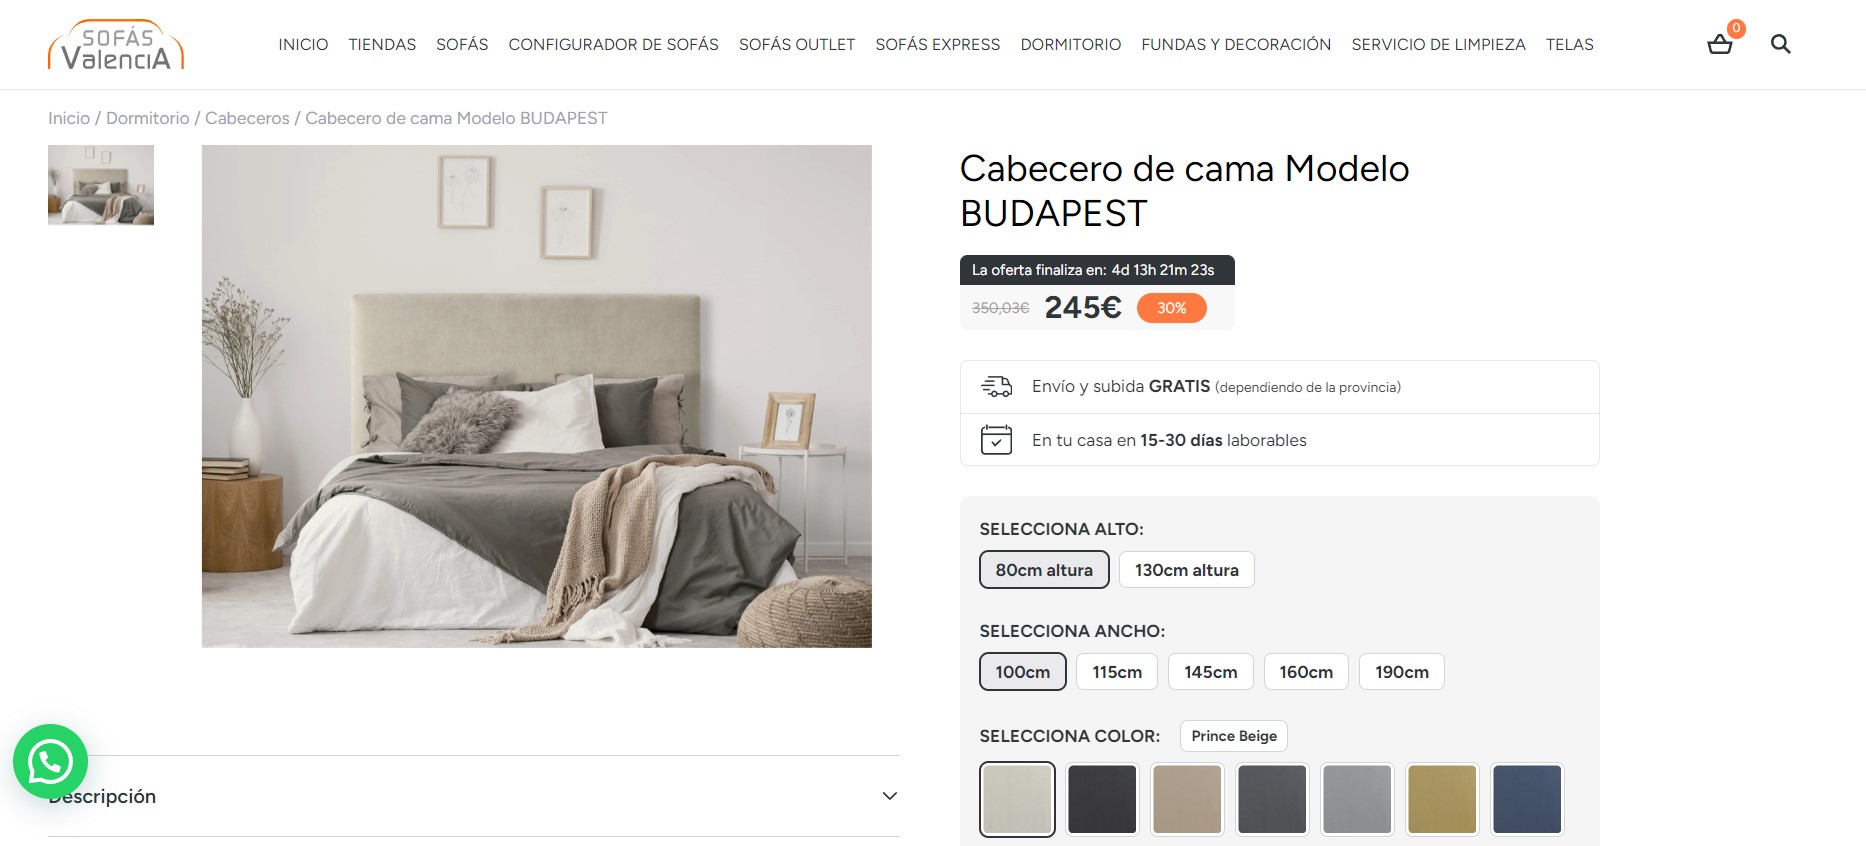 SOFÁS
ValenciA
INICIO TIENDAS SOFÁS CONFIGURADOR DE SOFÁS SOFÁS OUTLET SOFÁS EXPRESS DORMITORIO FUNDAS Y DECORACIÓN SERVICIO DE LIMPIEZA TELAS
0
Inicio / Dormitorio / Cabeceros / Cabecero de cama Modelo BUDAPEST
Cabecero de cama Modelo
BUDAPEST
La oferta finaliza en: 4d 13h 21m 23s
350,03€ 245€ 30%
Envío y subida GRATIS (dependiendo de la provincia)
En tu casa en 15-30 días laborables
SELECCIONA ALTO:
80cm altura 130cm altura
SELECCIONA ANCHO:
100cm 115cm 145cm 160cm 190cm
SELECCIONA COLOR: Prince Beige
Descripción